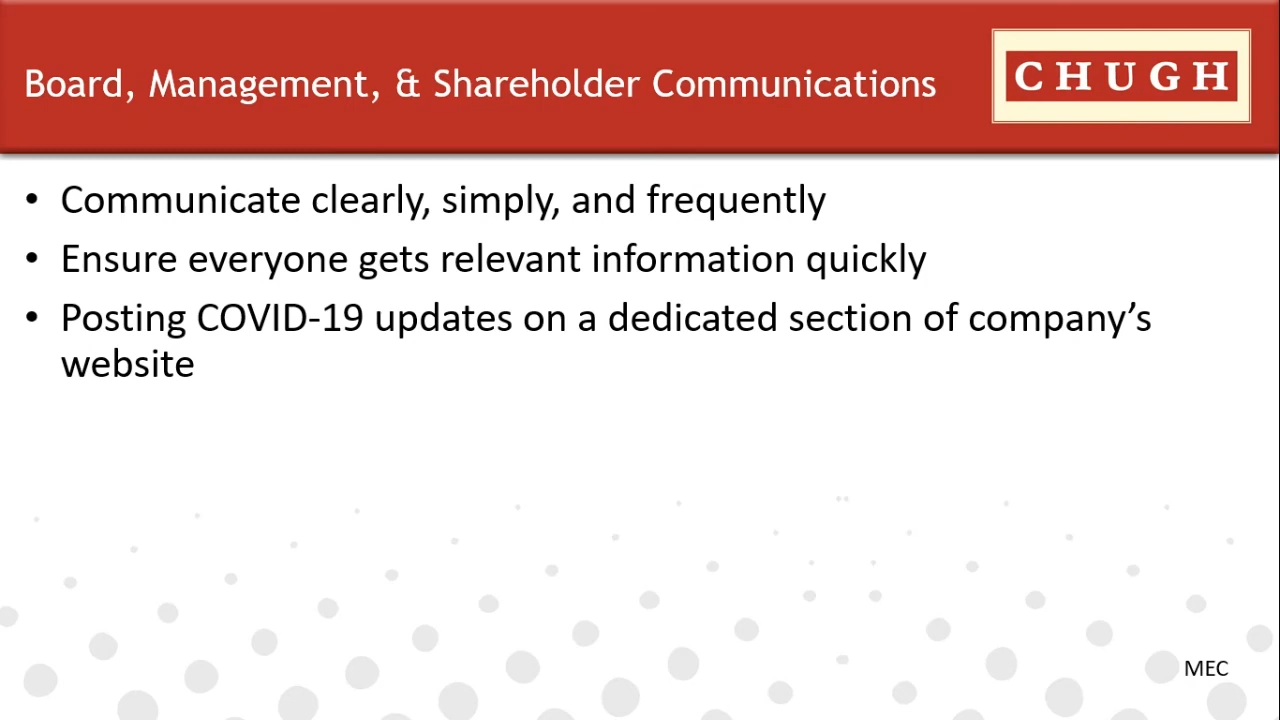 Board, Management, & Shareholder Communications
CHUGH
• Communicate clearly, simply, and frequently
• Ensure everyone gets relevant information quickly
• Posting COVID-19 updates on a dedicated section of company’s
website
MEC